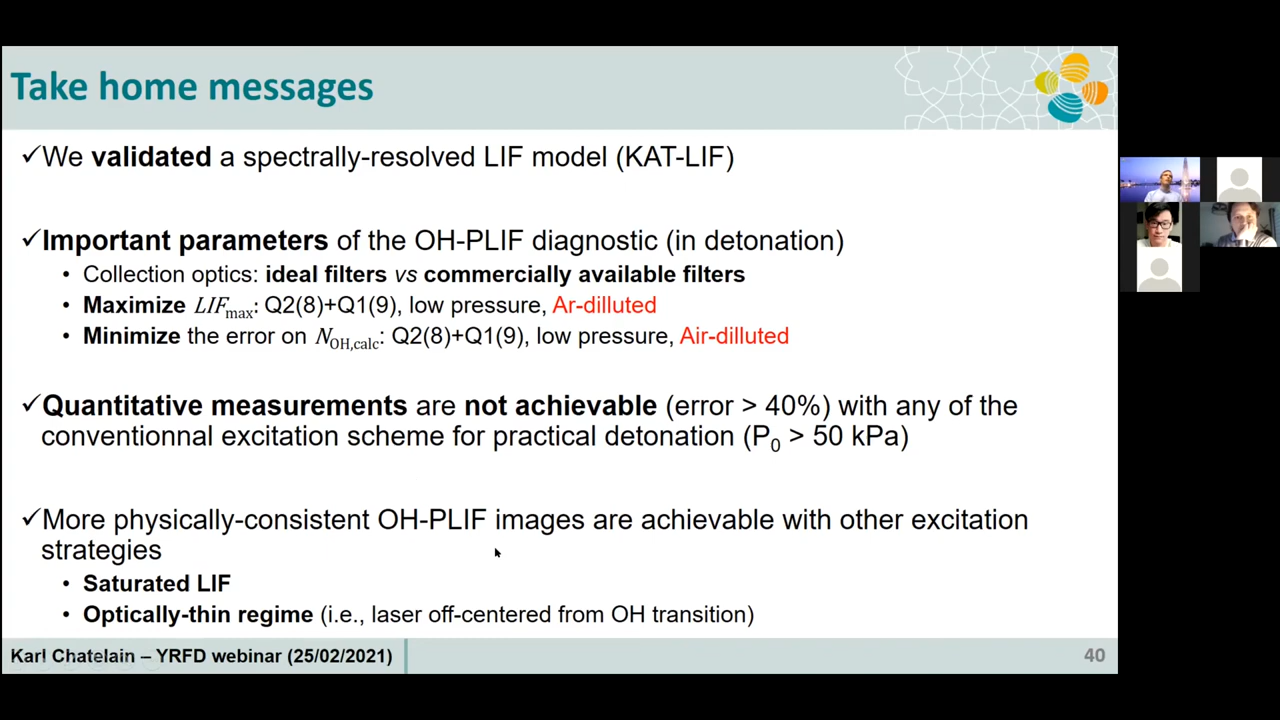 Take home messages
✓We validated a spectrally-resolved LIF model (KAT-LIF)
✓Important parameters of the OH-PLIF diagnostic (in detonation)
• Collection optics: ideal filters vs commercially available filters
• Maximize LIFmax: Q2(8)+Q1(9), low pressure, Ar-dilluted
• Minimize the error on NOH,calc: Q2(8)+Q1(9), low pressure, Air-dilluted
✓Quantitative measurements are not achievable (error > 40%) with any of the
conventionnal excitation scheme for practical detonation (P0 > 50 kPa)
✓More physically-consistent OH-PLIF images are achievable with other excitation
strategies
• Saturated LIF
• Optically-thin regime (i.e., laser off-centered from OH transition)
Karl Chatelain – YRFD webinar (25/02/2021)
40